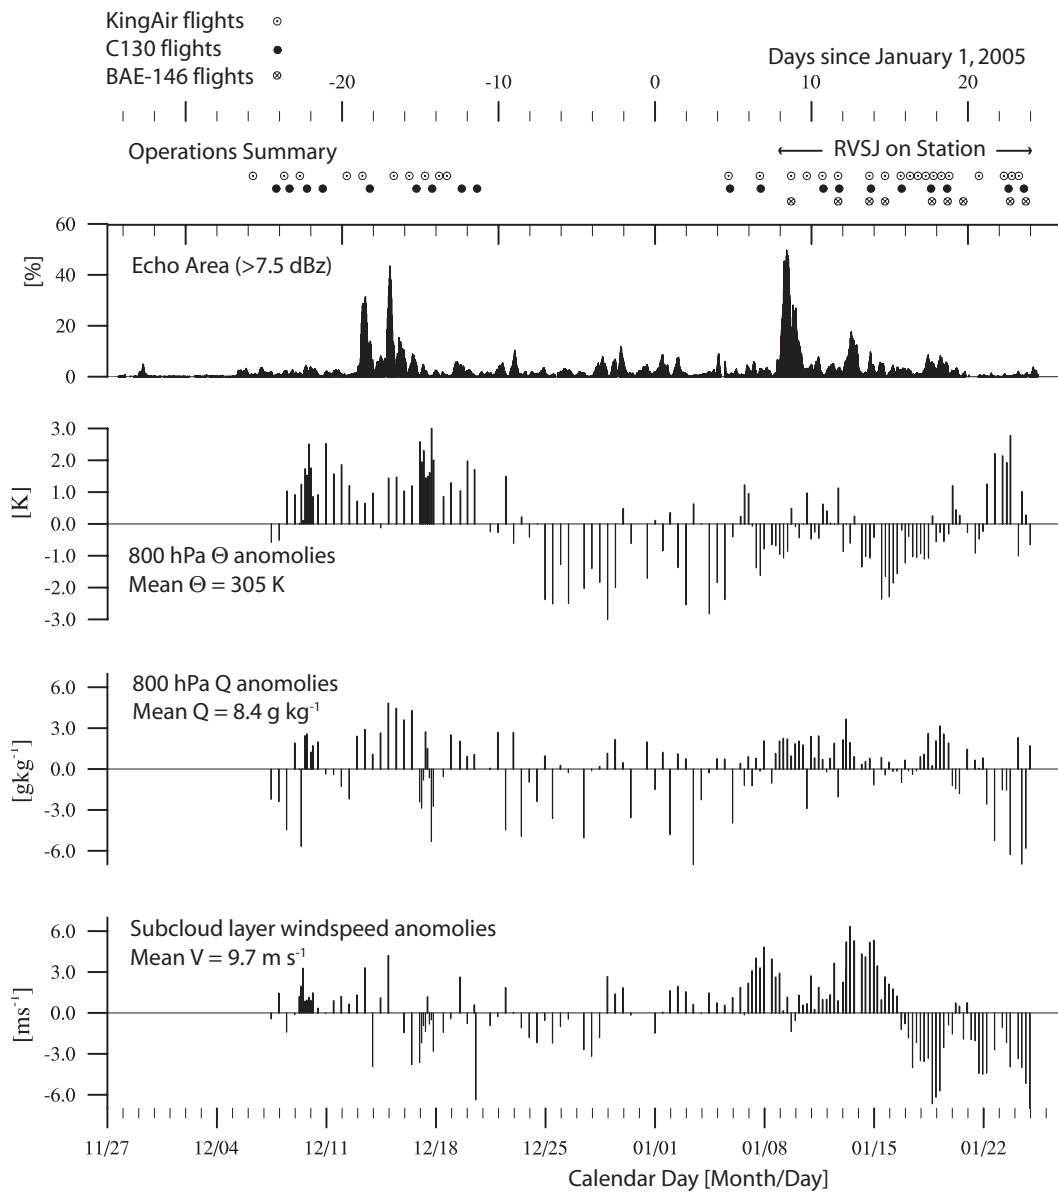 KingAir flights
C130 flights
BAE-146 flights
Days since January 1, 2005
-20 -10 0 10 20
Operations Summary
RVSJ on Station
60
40
20
0
[%]
Echo Area (>7.5 dBz)
3.0
2.0
1.0
0.0
-1.0
-2.0
-3.0
[K]
800 hPa Θ anomolies
Mean Θ = 305 K
6.0
3.0
0.0
-3.0
-6.0
[gkg⁻¹]
800 hPa Q anomolies
Mean Q = 8.4 g kg⁻¹
6.0
3.0
0.0
-3.0
-6.0
[ms⁻¹]
Subcloud layer windspeed anomolies
Mean V = 9.7 m s⁻¹
11/27 12/04 12/11 12/18 12/25 01/01 01/08 01/15 01/22
Calendar Day [Month/Day]